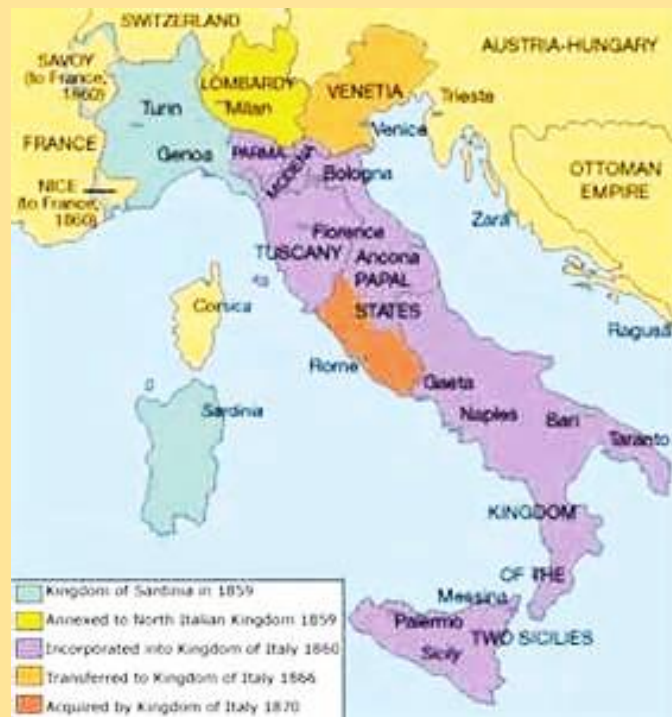 SWITZERLAND
AUSTRIA-HUNGARY
SAVOY
(to France,
1860)
LOMBARDY
Milan
VENETIA
Turin
Trieste
Venice
FRANCE
Genoa
PARMA
MODENA
Bologna
OTTOMAN
EMPIRE
NICE
(to France,
1860)
Zara
Florence
TUSCANY
Ancona
PAPAL
STATES
Corsica
Ragusa
Rome
Gaeta
Sardinia
Naples
Bari
Taranto
KINGDOM
OF THE
Messina
Palermo
TWO SICILIES
Sicily
Kingdom of Sardinia in 1859
Annexed to North Italian Kingdom 1859
Incorporated into Kingdom of Italy 1860
Transferred to Kingdom of Italy 1866
Acquired by Kingdom of Italy 1870